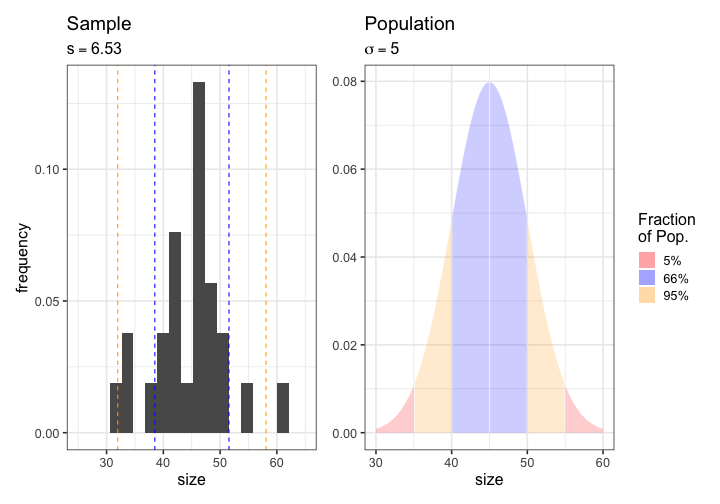 Sample
s = 6.53
frequency
0.10
0.05
0.00
30
40
50
60
size
Population
σ = 5
0.08
0.06
0.04
0.02
0.00
30
40
50
60
size
Fraction
of Pop.
5%
66%
95%